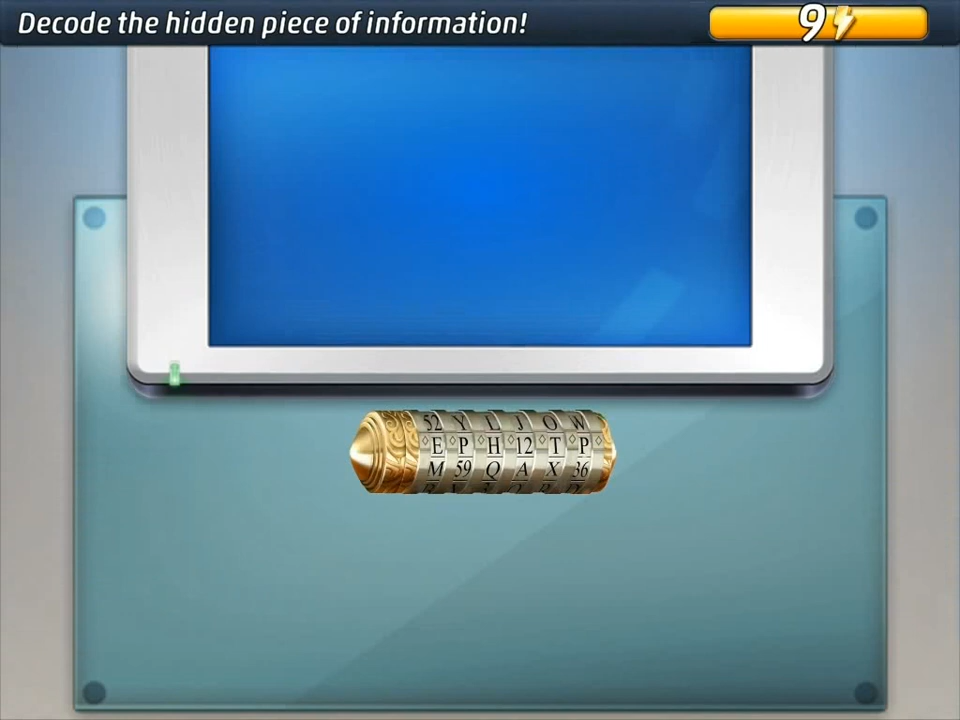 Decode the hidden piece of information!
9
52 Y L J O W
E P H 12 T P
M 59 Q A X 36